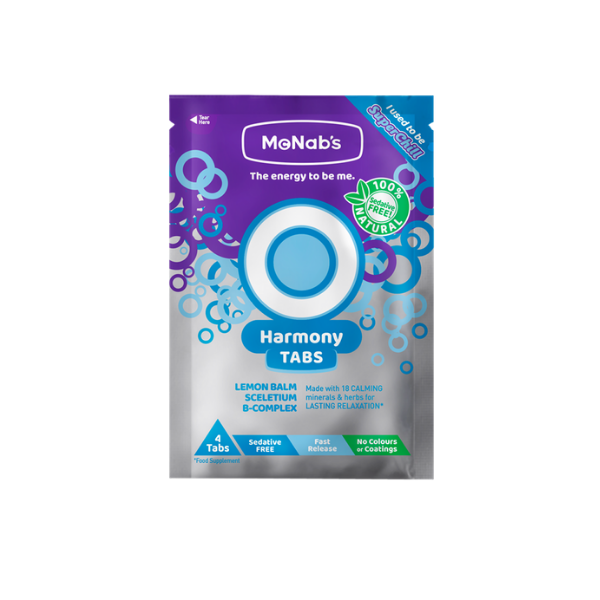 Tear
Here
I used to be
SuperChill
McNab's
The energy to be me.
100%
Sedative
FREE!
NATURAL
Harmony
TABS
LEMON BALM
SCELETIUM
B-COMPLEX
Made with 18 CALMING
minerals & herbs for
LASTING RELAXATION*
4
Tabs
Sedative
FREE
Fast
Release
No Colours
or Coatings
*Food Supplement